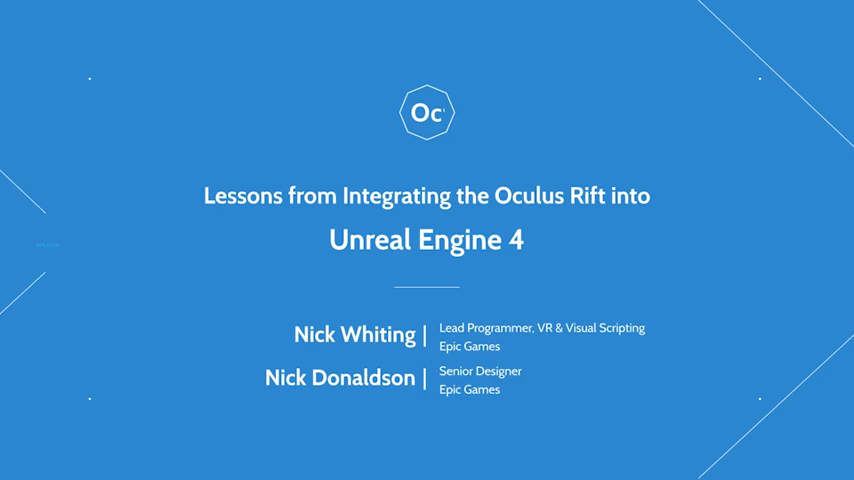 Oc¹
Lessons from Integrating the Oculus Rift into
Unreal Engine 4
Nick Whiting | Lead Programmer, VR & Visual Scripting
Epic Games
Nick Donaldson | Senior Designer
Epic Games